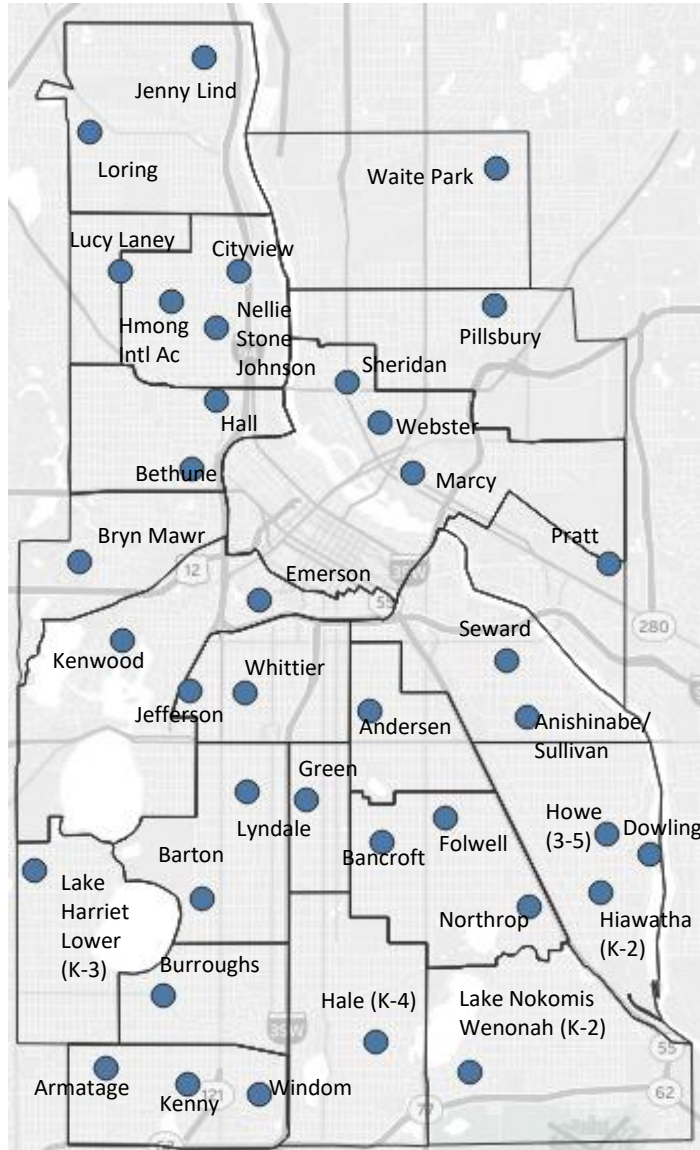 Jenny Lind
Loring
Waite Park
Lucy Laney
Cityview
Hmong
Intl Ac
Nellie
Stone
Johnson
Pillsbury
Sheridan
Hall
Webster
Bethune
Marcy
Bryn Mawr
Pratt
12
Emerson
55
280
Seward
Kenwood
Whittier
Jefferson
Andersen
Anishinabe/
Sullivan
Green
Lyndale
Howe
(3-5)
Dowling
Folwell
Bancroft
Barton
Lake
Harriet
Lower
(K-3)
Northrop
Hiawatha
(K-2)
Burroughs
Hale (K-4)
Lake Nokomis
Wenonah (K-2)
35W
55
Armatage
Kenny
121
Windom
77
62